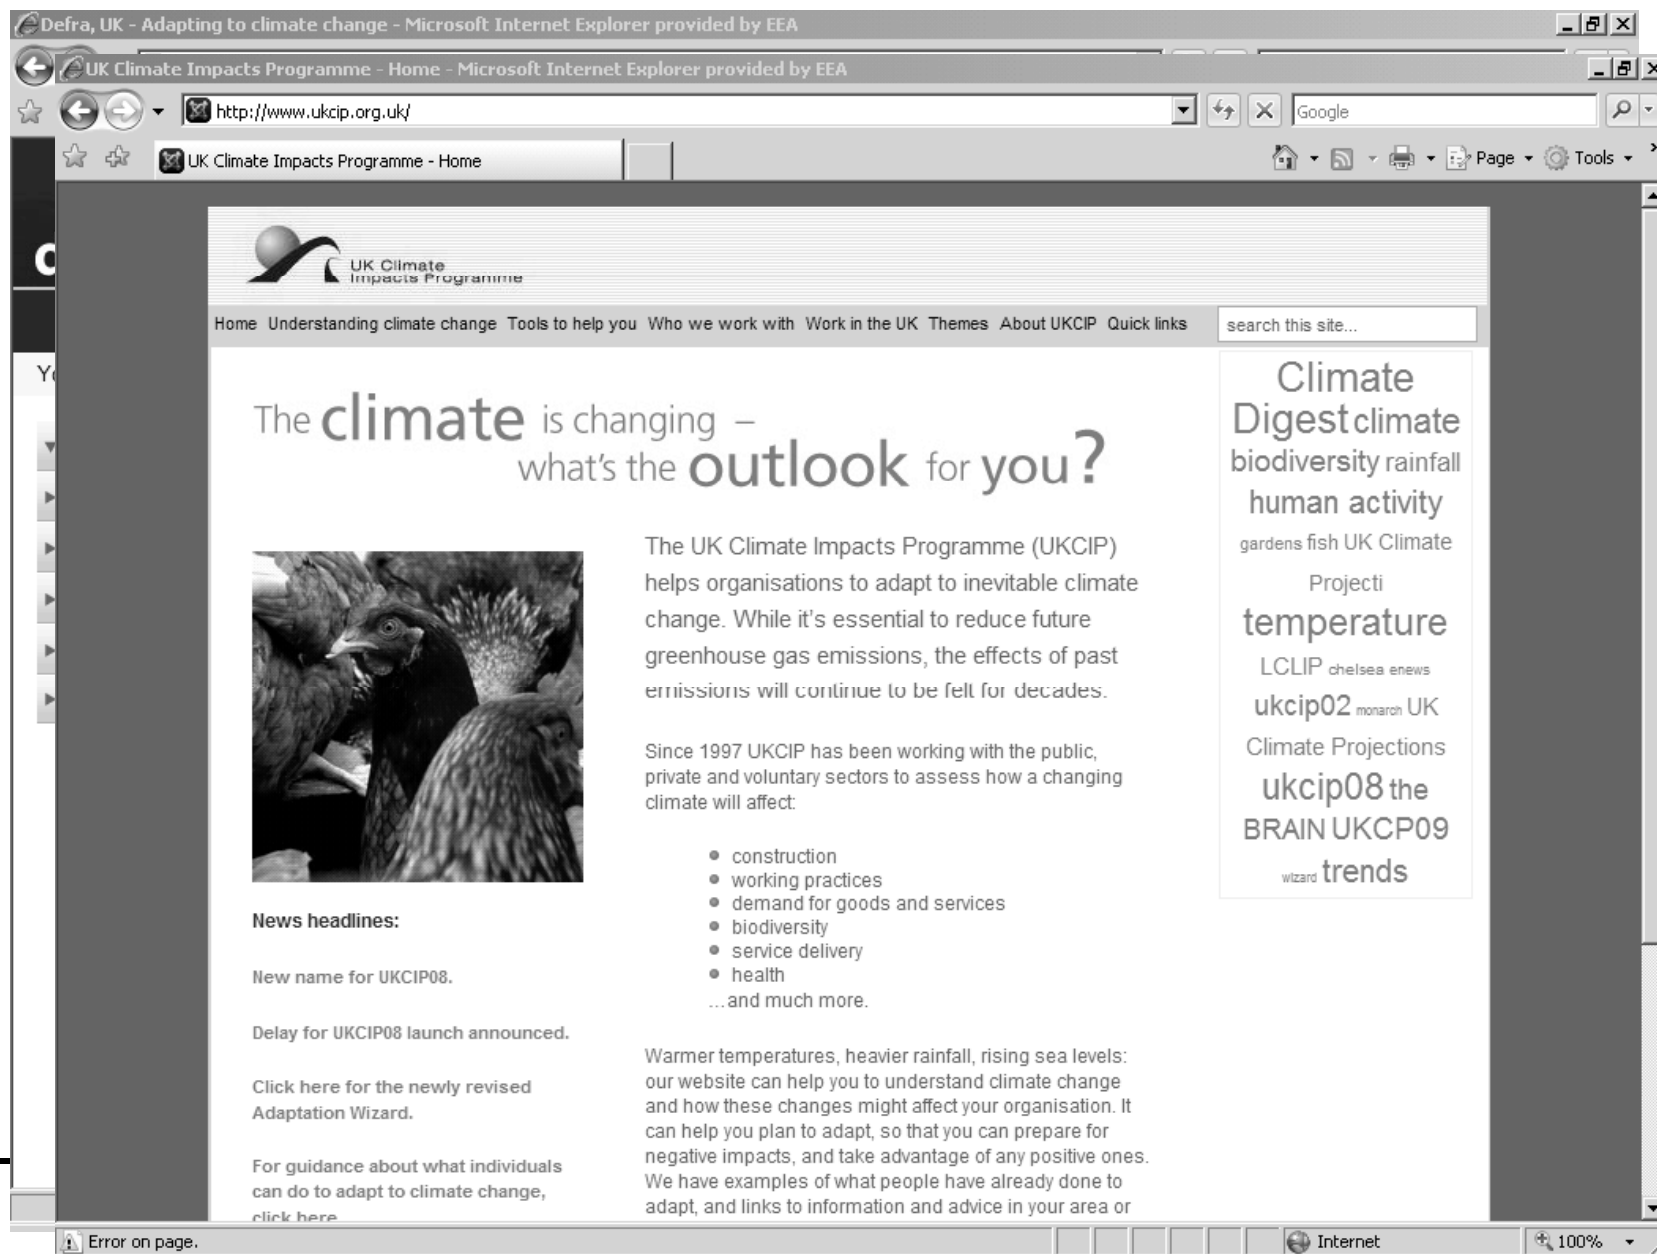 Defra, UK - Adapting to climate change - Microsoft Internet Explorer provided by EEA
UK Climate Impacts Programme - Home - Microsoft Internet Explorer provided by EEA
http://www.ukcip.org.uk/
Google
UK Climate Impacts Programme - Home
Page
Tools
UK Climate
Impacts Programme
Home Understanding climate change Tools to help you Who we work with Work in the UK Themes About UKCIP Quick links
search this site...
The climate is changing –
what's the outlook for you?
The UK Climate Impacts Programme (UKCIP)
helps organisations to adapt to inevitable climate
change. While it's essential to reduce future
greenhouse gas emissions, the effects of past
emissions will continue to be felt for decades.
Since 1997 UKCIP has been working with the public,
private and voluntary sectors to assess how a changing
climate will affect:
construction
working practices
demand for goods and services
biodiversity
service delivery
health
...and much more.
Warmer temperatures, heavier rainfall, rising sea levels:
our website can help you to understand climate change
and how these changes might affect your organisation. It
can help you plan to adapt, so that you can prepare for
negative impacts, and take advantage of any positive ones.
We have examples of what people have already done to
adapt, and links to information and advice in your area or
News headlines:
New name for UKCIP08.
Delay for UKCIP08 launch announced.
Click here for the newly revised
Adaptation Wizard.
For guidance about what individuals
can do to adapt to climate change,
click here
Climate
Digest climate
biodiversity rainfall
human activity
gardens fish UK Climate
Projecti
temperature
LCLIP chelsea enews
ukcip02 monarch UK
Climate Projections
ukcip08 the
BRAIN UKCP09
wizard trends
Error on page.
Internet
100%